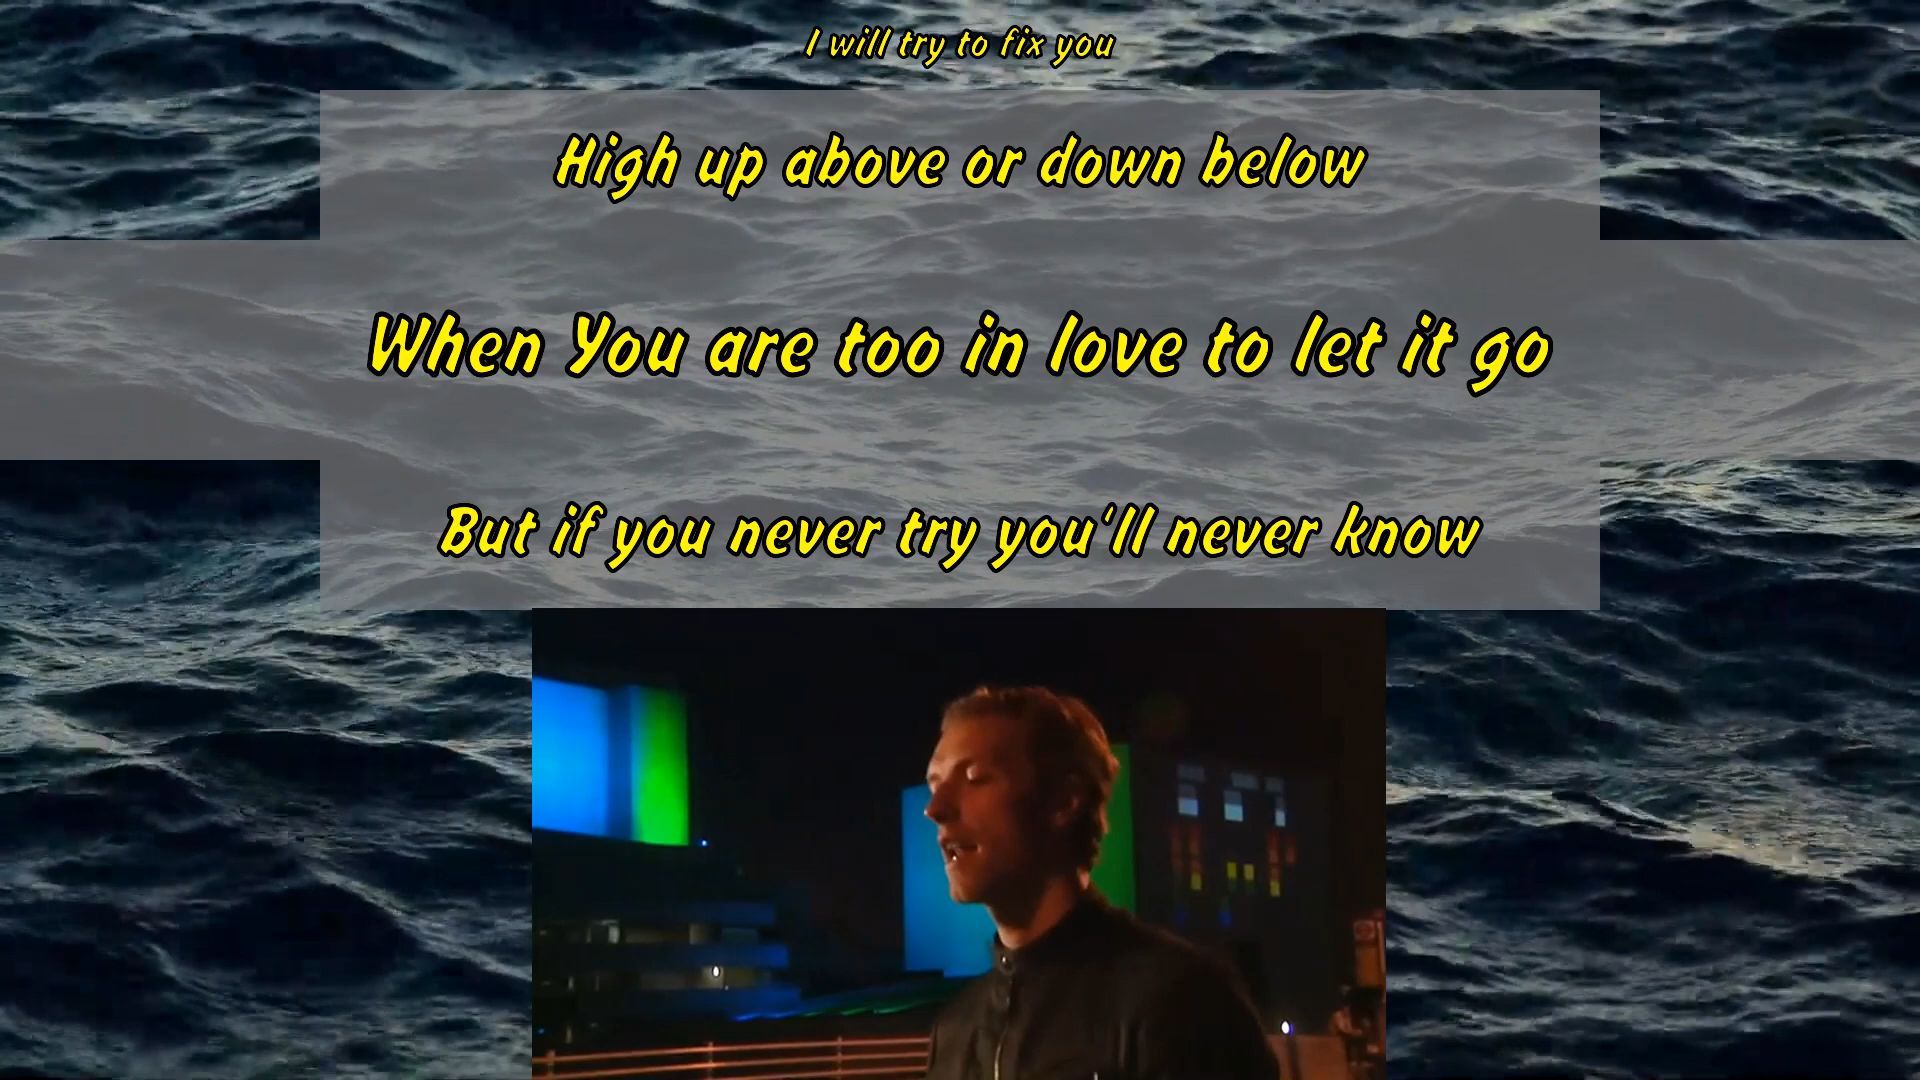 I will try to fix you
High up above or down below
When You are too in love to let it go
But if you never try you'll never know